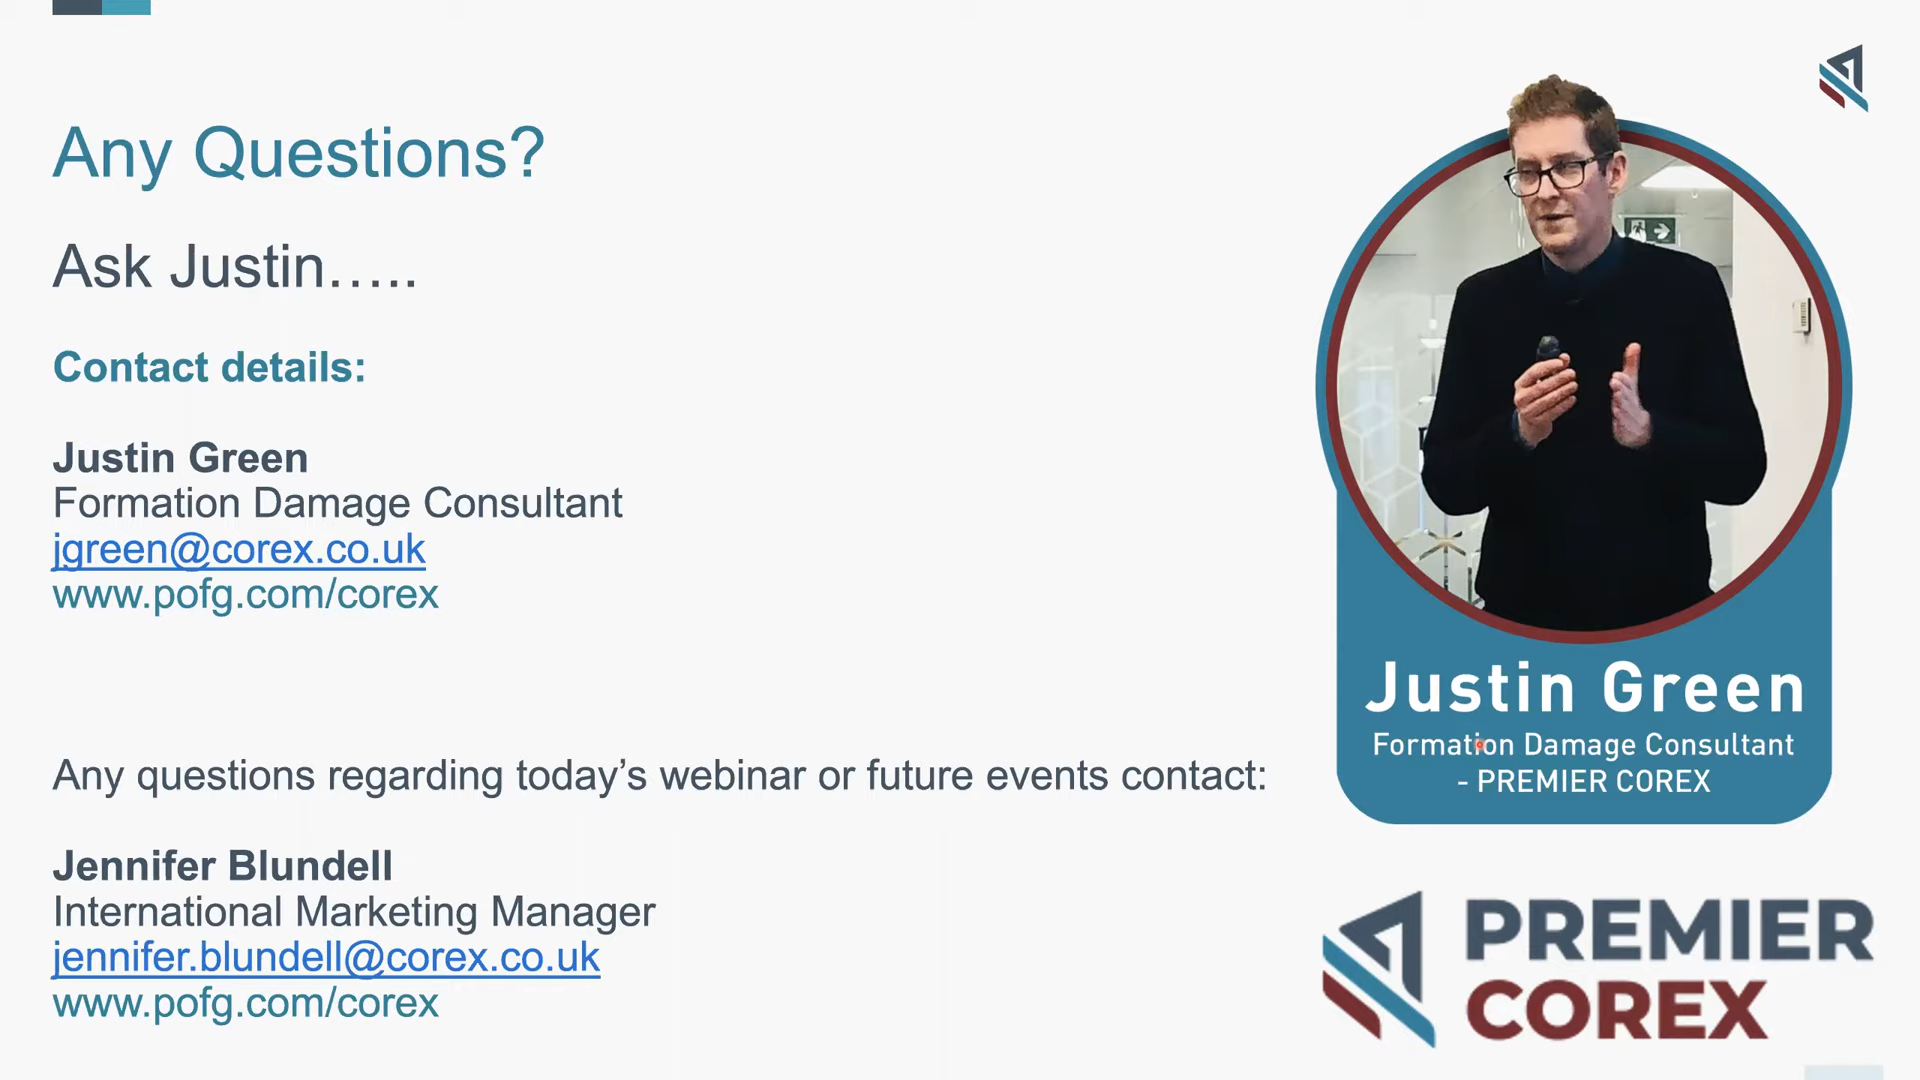 Any Questions?
Ask Justin…..
Contact details:
Justin Green
Formation Damage Consultant
jgreen@corex.co.uk
www.pofg.com/corex
Any questions regarding today’s webinar or future events contact:
Jennifer Blundell
International Marketing Manager
jennifer.blundell@corex.co.uk
www.pofg.com/corex
Justin Green
Formation Damage Consultant
- PREMIER COREX
PREMIER
COREX